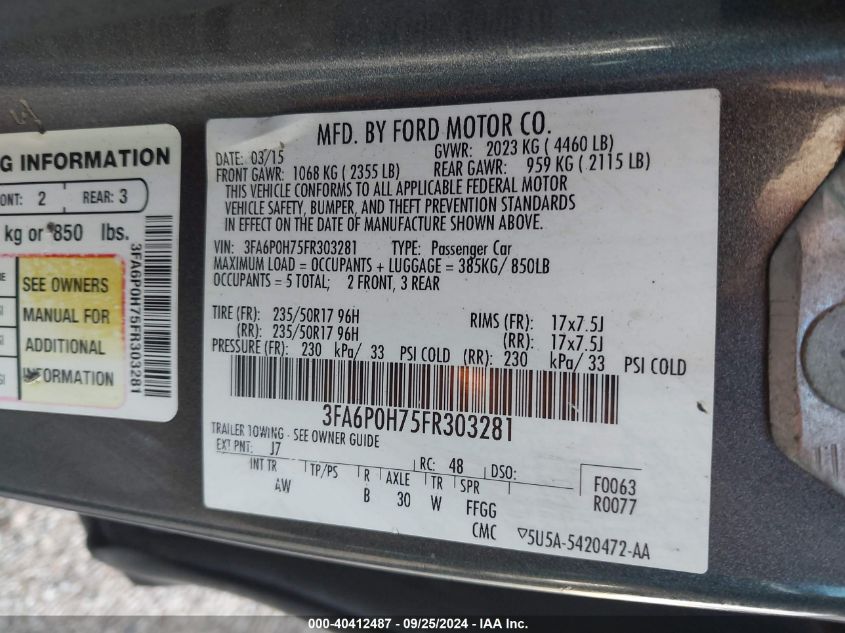 G INFORMATION
ONT: 2 REAR: 3
kg or 850 lbs.
SEE OWNERS
MANUAL FOR
ADDITIONAL
INFORMATION
3FA6P0H75FR303281
MFD. BY FORD MOTOR CO.
DATE: 03/15 GVWR: 2023 KG ( 4460 LB)
FRONT GAWR: 1068 KG ( 2355 LB) REAR GAWR: 959 KG ( 2115 LB)
THIS VEHICLE CONFORMS TO ALL APPLICABLE FEDERAL MOTOR
VEHICLE SAFETY, BUMPER, AND THEFT PREVENTION STANDARDS
IN EFFECT ON THE DATE OF MANUFACTURE SHOWN ABOVE.
VIN: 3FA6P0H75FR303281 TYPE: Passenger Car
MAXIMUM LOAD = OCCUPANTS + LUGGAGE = 385KG/ 850LB
OCCUPANTS = 5 TOTAL; 2 FRONT, 3 REAR
TIRE (FR): 235/50R17 96H RIMS (FR): 17x7.5J
(RR): 235/50R17 96H (RR): 17x7.5J
PRESSURE (FR): 230 kPa/ 33 PSI COLD (RR): 230 kPa/ 33 PSI COLD
3FA6P0H75FR303281
TRAILER TOWING - SEE OWNER GUIDE
EXT PNT: J7 RC: 48 DSO: F0063
INT TR TP/PS R AXLE TR SPR R0077
AW B 30 W FFGG
CMC ▽5U5A-5420472-AA
000-40412487 - 09/25/2024 - IAA Inc.